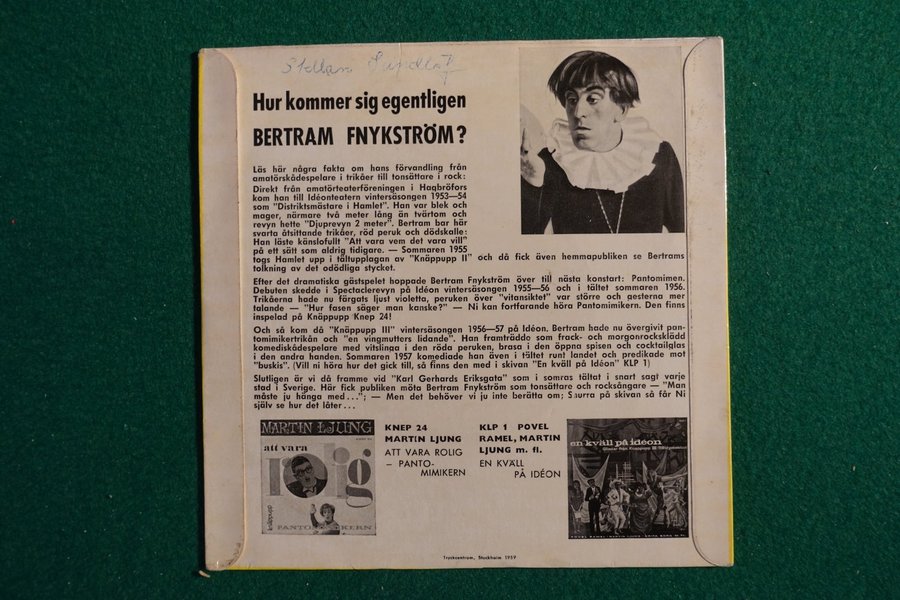 Hur kommer sig egentligen
BERTRAM FNYKSTRÖM?
Läs här några fakta om hans förvandling från
amatörskådespelare i trikåer till tonsättare i rock:
Direkt från amatörteaterföreningen i Hagbröfors
kom han till Idéonteatern vintersäsongen 1953—54
som "Distriktsmästare i Hamlet". Han var blek och
mager, närmare två meter lång än tvärtom och
revyn hette "Djuprevyn 2 meter". Bertram bar här
svarta åtsittande trikåer, röd peruk och dödskalle:
Han läste känslofullt "Att vara vem det vara vill"
på ett sätt som aldrig tidigare. — Sommaren 1955
togs Hamlet upp i tältupplagan av "Knäppupp II" och då fick även hemmapubliken se Bertrams
tolkning av det odödliga stycket.
Efter det dramatiska gästspelet hoppade Bertram Fnykström över till nästa konstart: Pantomimen.
Debuten skedde i Spectaclerevyn på Idéon vintersäsongen 1955—56 och i tältet sommaren 1956.
Trikåerna hade nu färgats ljust violetta, peruken över "vitansiktet" var större och gesterna mer
talande — "Hur fasen säger man kanske?" — Ni kan fortfarande höra Pantomimikern. Den finns
inspelad på Knäppupp Knep 24!
Och så kom då "Knäppupp III" vintersäsongen 1956—57 på Idéon. Bertram hade nu övergivit pan-
tomimikertrikån och "en vingmutters lidande". Han framträdde som frack- och morgonrocksklädd
komediskådespelare med vitslinga i den röda peruken, brasa i den öppna spisen och cocktailglas
i den andra handen. Sommaren 1957 komediade han även i tältet runt landet och predikade mot
"buskis". (Vill ni höra hur det gick till, så finns den med i skivan "En kväll på Idéon" KLP 1)
Slutligen är vi då framme vid "Karl Gerhards Eriksgata" som i somras tältat i snart sagt varje
stad i Sverige. Här fick publiken möta Bertram Fnykström som tonsättare och rocksångare — "Man
måste ju hänga med..."; — Men det behöver vi ju inte berätta om; Snurra på skivan så får Ni
själv se hur det låter...
MARTIN LJUNG
att vara
rolig
knäppupp
KNEP 24
MARTIN LJUNG
ATT VARA ROLIG
– PANTO-
MIMIKERN
KLP 1 POVEL
RAMEL, MARTIN
LJUNG m. fl.
EN KVÄLL
PÅ IDÉON
en kväll på idéon
Tryckcentrum, Stockholm 1959